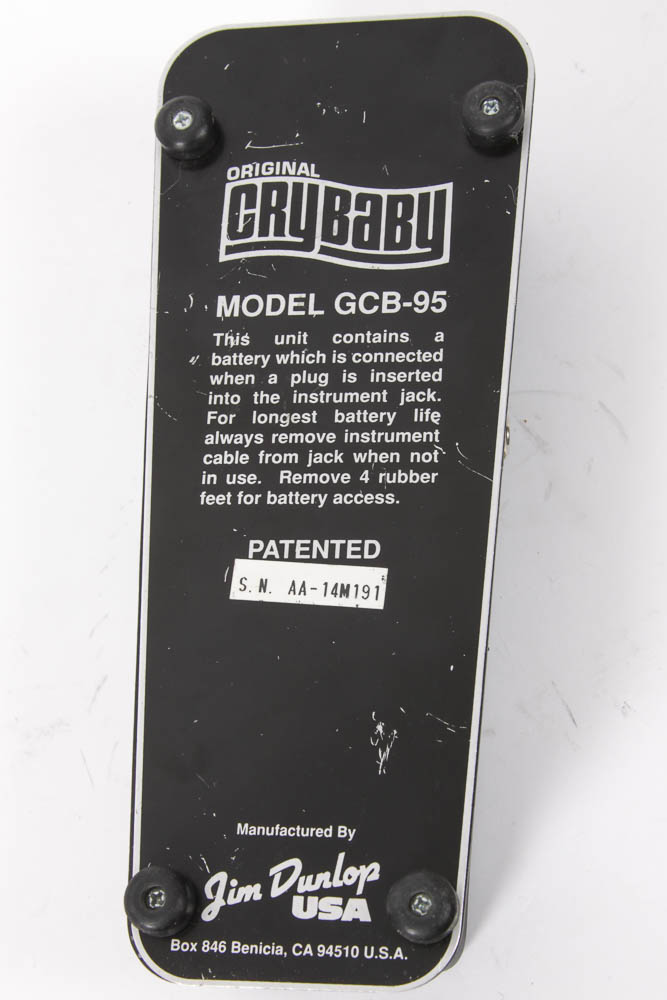 ORIGINAL
CRYBABY
MODEL GCB-95
This unit contains a
battery which is connected
when a plug is inserted
into the instrument jack.
For longest battery life
always remove instrument
cable from jack when not
in use. Remove 4 rubber
feet for battery access.
PATENTED
S.N. AA-14M191
Manufactured By
Jim Dunlop
USA
Box 846 Benicia, CA 94510 U.S.A.